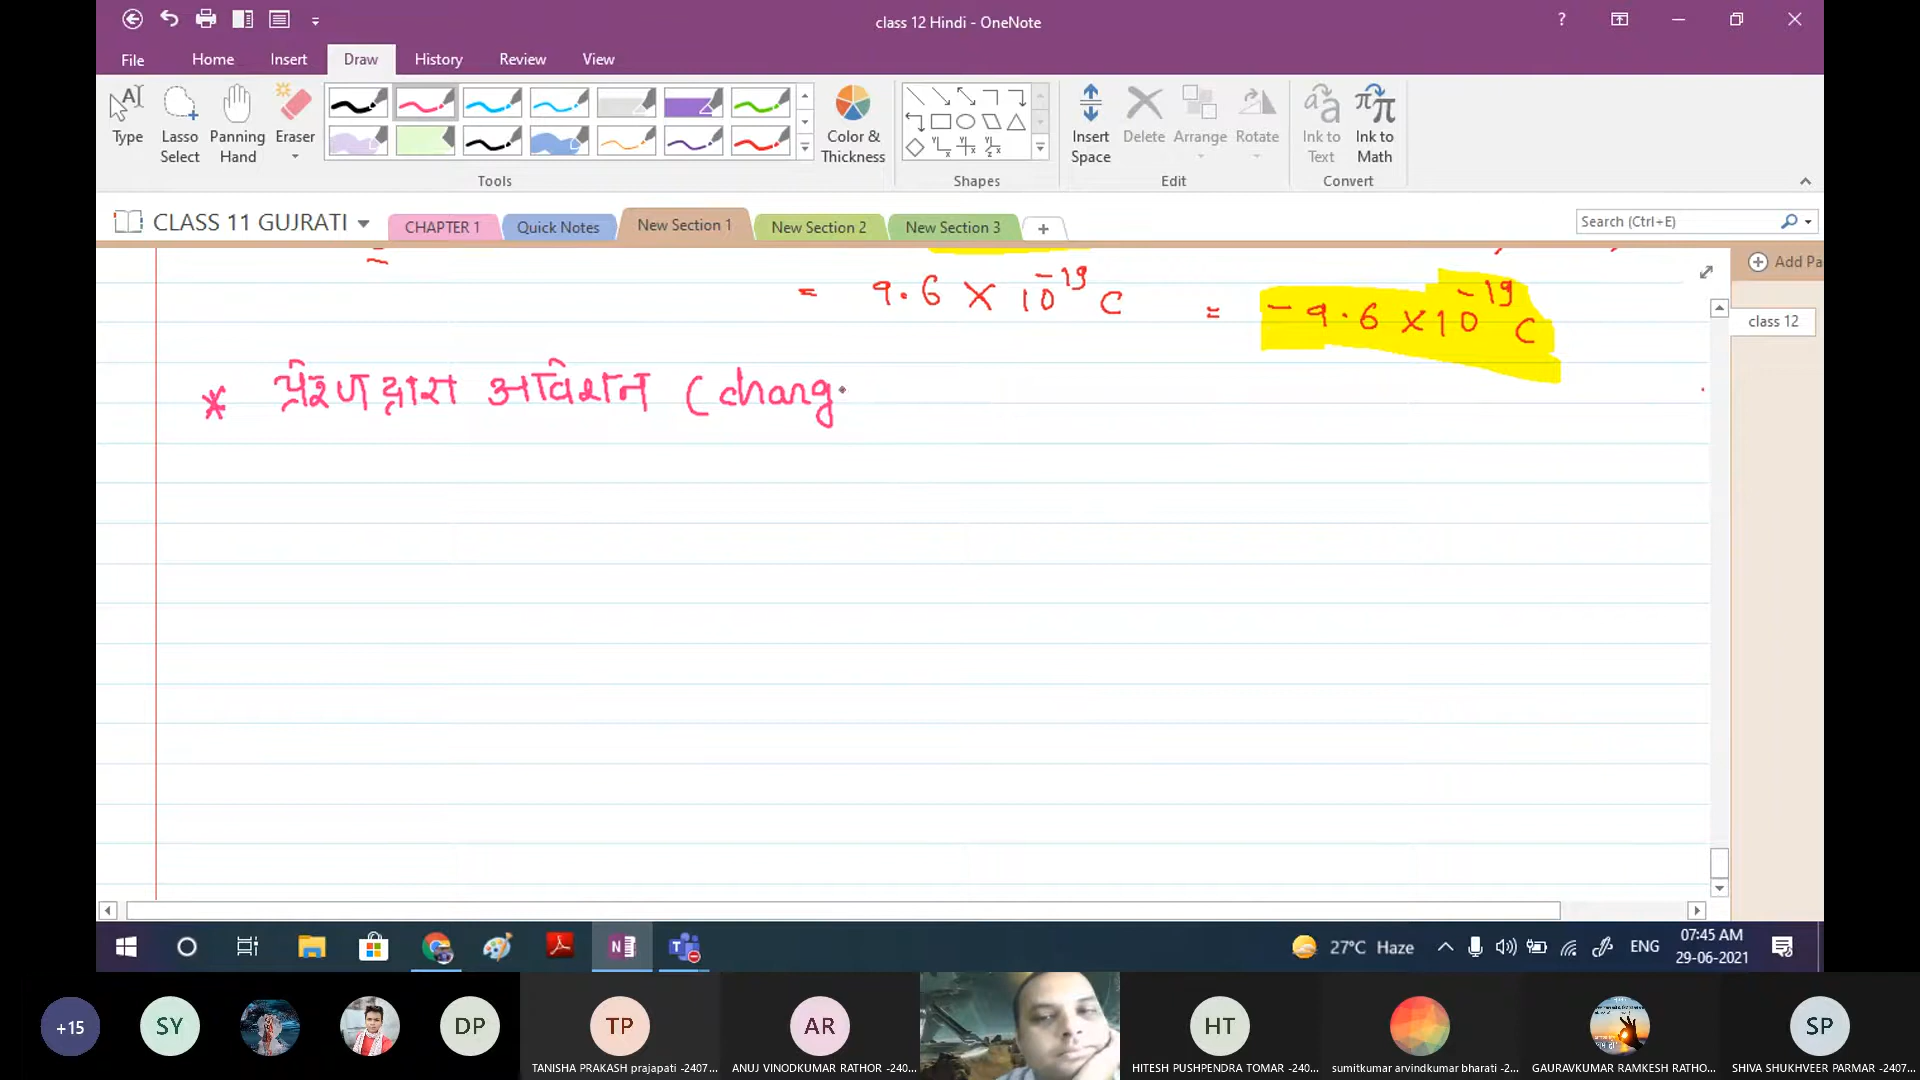 class 12 Hindi - OneNote
?
File Home Insert Draw History Review View
Type
Lasso Select
Panning Hand
Eraser
Color & Thickness
Insert Space
Delete
Arrange
Rotate
Ink to Text
Ink to Math
Tools Shapes Edit Convert
CLASS 11 GUJRATI CHAPTER 1 Quick Notes New Section 1 New Section 2 New Section 3 +
Search (Ctrl+E)
Add Pa
class 12
= 9.6 × 10⁻¹⁹ C = -9.6 × 10⁻¹⁹ C
* प्रेरण द्वारा आवेशन ( chang
27°C Haze
ENG
07:45 AM
29-06-2021
+15 SY DP TP AR HT SP
TANISHA PRAKASH prajapati -2407...
ANUJ VINODKUMAR RATHOR -240...
HITESH PUSHPENDRA TOMAR -240...
sumitkumar arvindkumar bharati -2...
GAURAVKUMAR RAMKESH RATHO...
SHIVA SHUKHVEER PARMAR -2407...